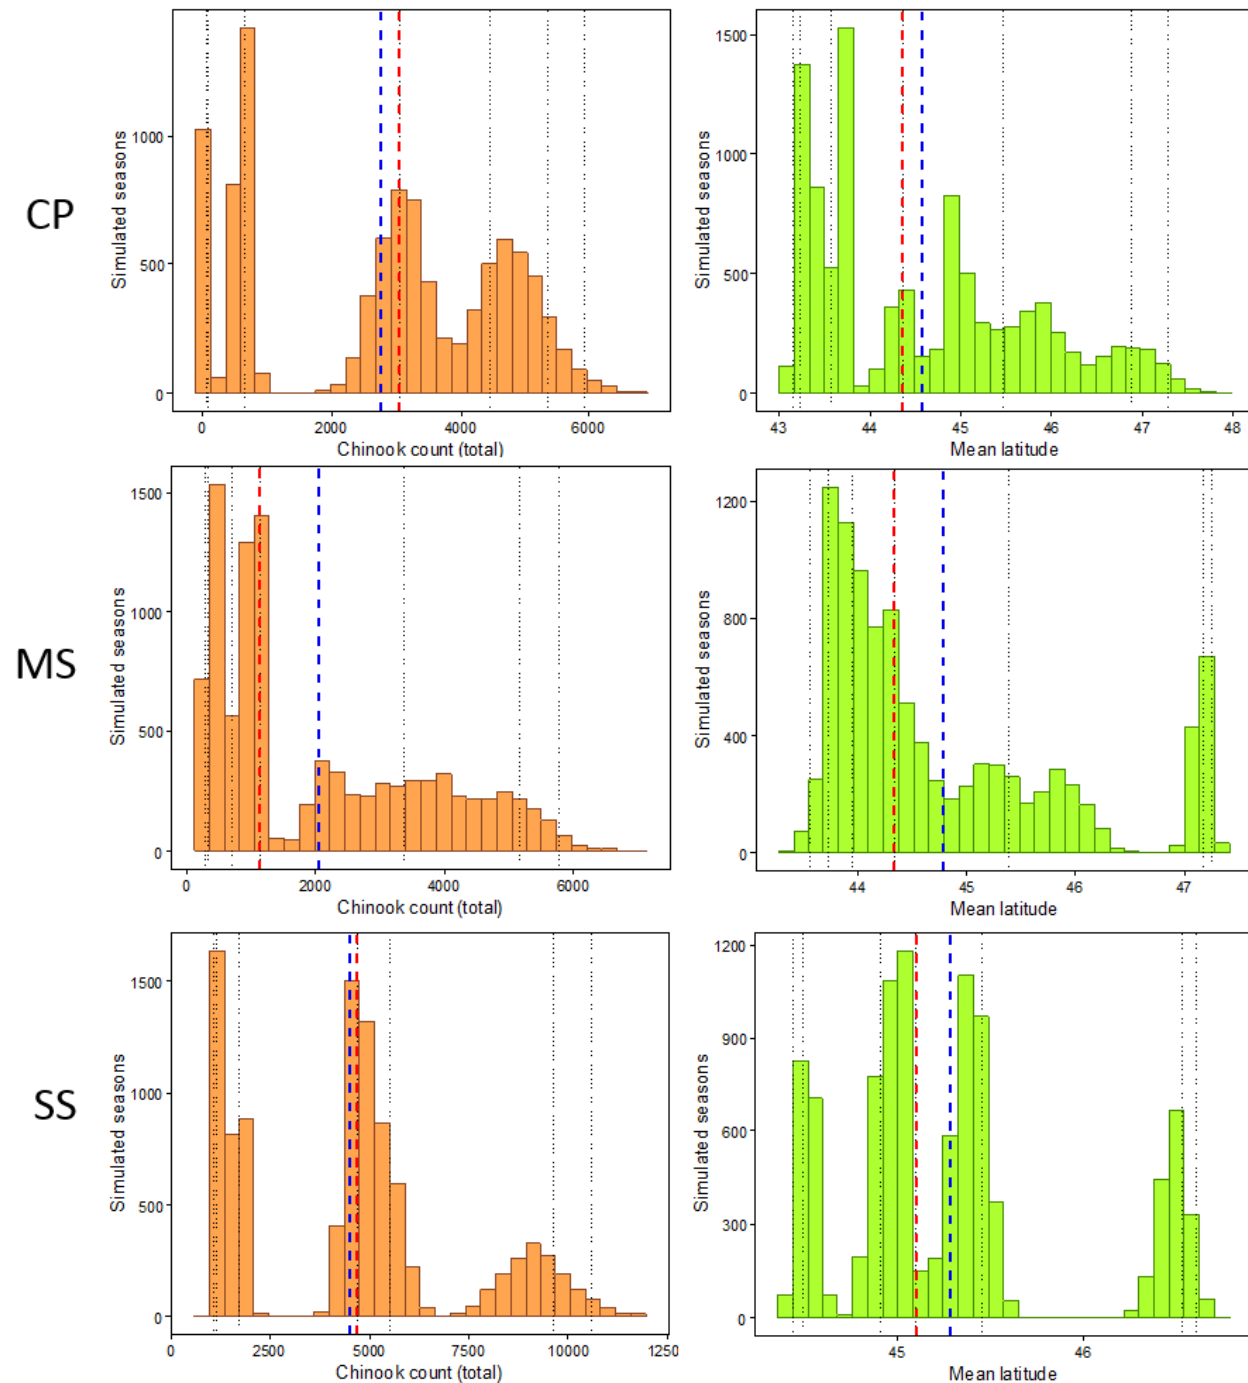 CP
Simulated seasons
1000
500
0
0 2000 4000 6000
Chinook count (total)
Simulated seasons
1500
1000
500
0
43 44 45 46 47 48
Mean latitude
MS
Simulated seasons
1500
1000
500
0
0 2000 4000 6000
Chinook count (total)
Simulated seasons
1200
800
400
0
44 45 46 47
Mean latitude
SS
Simulated seasons
1500
1000
500
0
0 2500 5000 7500 10000 1250
Chinook count (total)
Simulated seasons
1200
900
600
300
0
45 46
Mean latitude